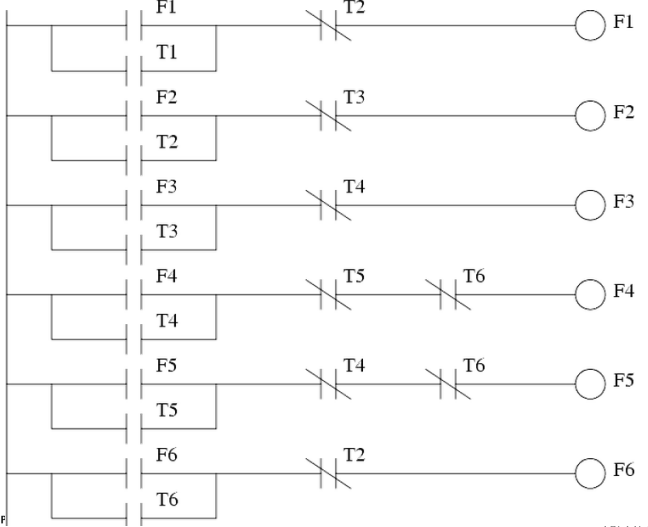 F1 T2 F1
T1
F2 T3 F2
T2
F3 T4 F3
T3
F4 T5 T6 F4
T4
F5 T4 T6 F5
T5
F6 T2 F6
T6